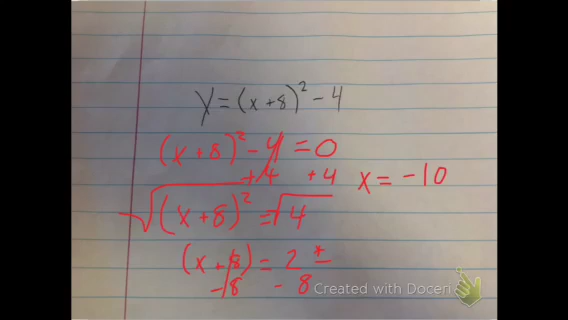 y = (x + 8)² - 4
(x + 8)² - 4 = 0
+4 +4
x = -10
√(x + 8)² = √4
(x + 8) = 2 ±
-8 - 8
Created with Doceri